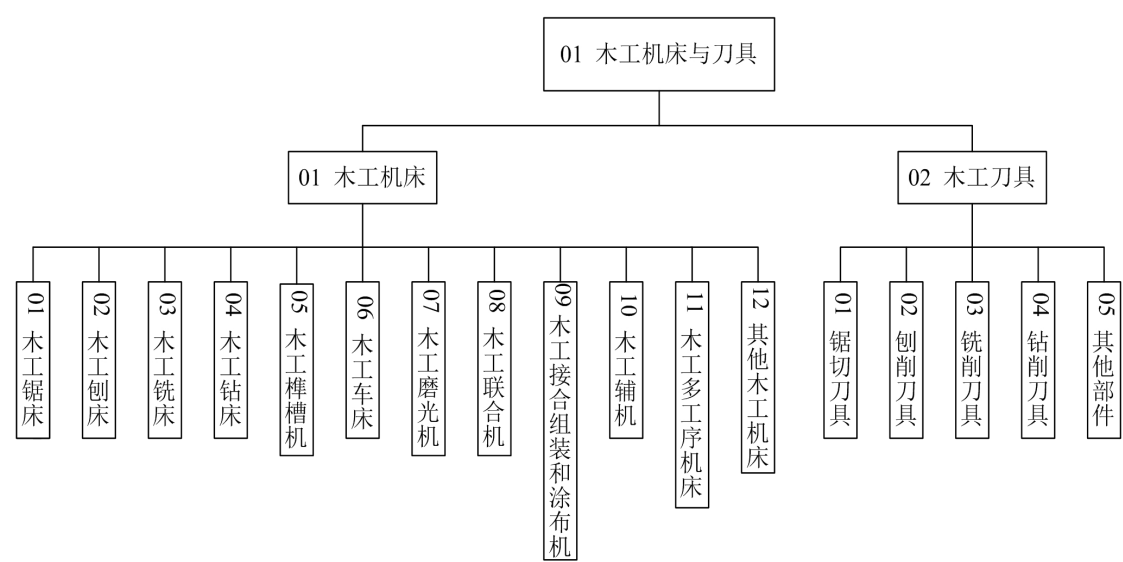 01 木工机床与刀具
01 木工机床
02 木工刀具
01 木工锯床
02 木工刨床
03 木工铣床
04 木工钻床
05 木工榫槽机
06 木工车床
07 木工磨光机
08 木工联合机
09 木工接合组装和涂布机
10 木工辅机
11 木工多工序机床
12 其他木工机床
01 锯切刀具
02 刨削刀具
03 铣削刀具
04 钻削刀具
05 其他部件